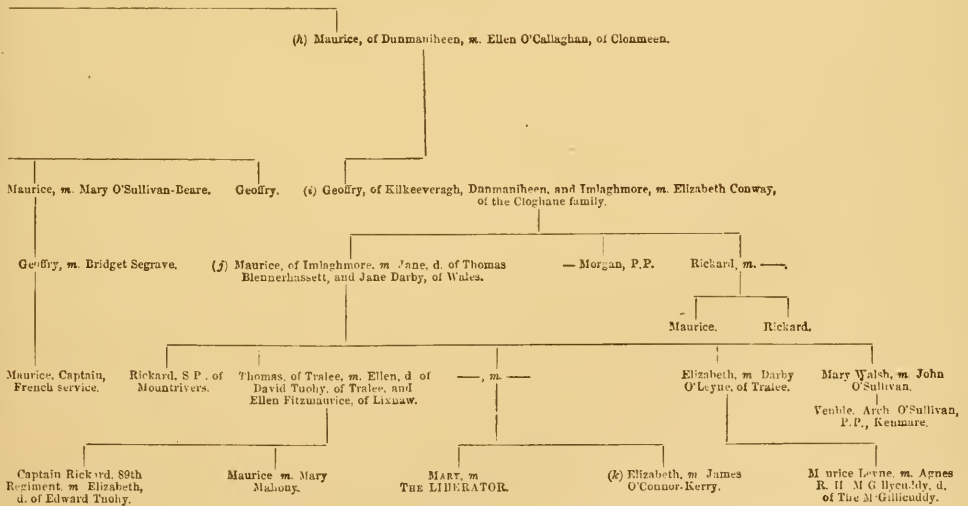 (h) Maurice, of Dunmaniheen, m. Ellen O'Callaghan, of Clonmeen.
Maurice, m. Mary O'Sullivan-Beare.
Geoffry.
(i) Geoffry, of Kilkeeveragh, Dunmaniheen, and Imlaghmore, m. Elizabeth Conway,
of the Cloghane family.
Geoffry, m. Bridget Segrave.
(j) Maurice, of Imlaghmore, m Jane, d. of Thomas
Blennerhassett, and Jane Darby, of Wales.
— Morgan, P.P.
Rickard, m. —.
Maurice.
Rickard.
Maurice, Captain,
French service.
Rickard, S P. of
Mountrivers.
Thomas, of Tralee, m. Ellen, d of
David Tuohy, of Tralee, and
Ellen Fitzmaurice, of Lixnaw.
—, m. —
Elizabeth, m Darby
O'Leyne, of Tralee.
Mary Walsh, m John
O'Sullivan.
Venble. Arch O'Sullivan,
P.P., Kenmare.
Captain Rickard, 89th
Regiment, m Elizabeth,
d. of Edward Tuohy.
Maurice m. Mary
Mahony.
MARY, m
THE LIBERATOR.
(k) Elizabeth, m James
O'Connor-Kerry.
M urice Leyne, m. Agnes
R. H M'Gillycuddy, d.
of The M'Gillicuddy.